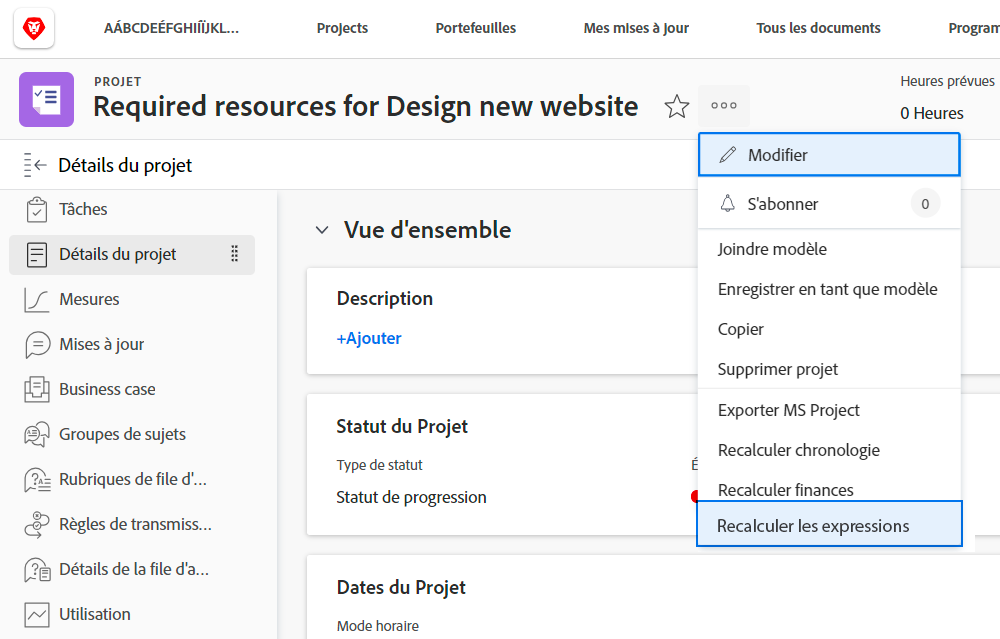 AÁBCDEÉFGHIÍÏJKL...
Projects
Portefeuilles
Mes mises à jour
Tous les documents
Program
PROJET
Required resources for Design new website
Heures prévues
0 Heures
Détails du projet
Modifier
S'abonner
0
Joindre modèle
Enregistrer en tant que modèle
Copier
Supprimer projet
Exporter MS Project
Recalculer chronologie
Recalculer finances
Recalculer les expressions
Tâches
Détails du projet
Mesures
Mises à jour
Business case
Groupes de sujets
Rubriques de file d'...
Règles de transmiss...
Détails de la file d'a...
Utilisation
Vue d'ensemble
Description
+Ajouter
Statut du Projet
Type de statut
Statut de progression
Dates du Projet
Mode horaire